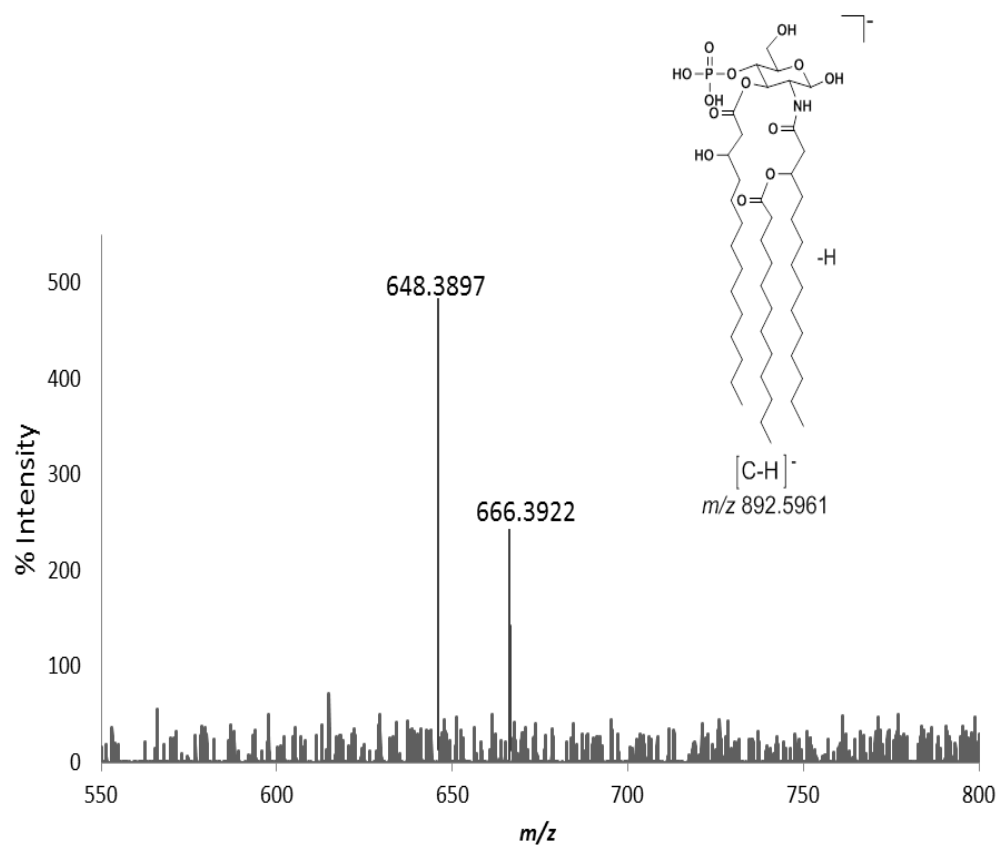 OH
O
HO
P
O
O
OH
OH
O
O
NH
O
HO
O
O
-H
[C-H]-
m/z 892.5961
648.3897
666.3922
% Intensity
500
400
300
200
100
0
550 600 650 700 750 800
m/z